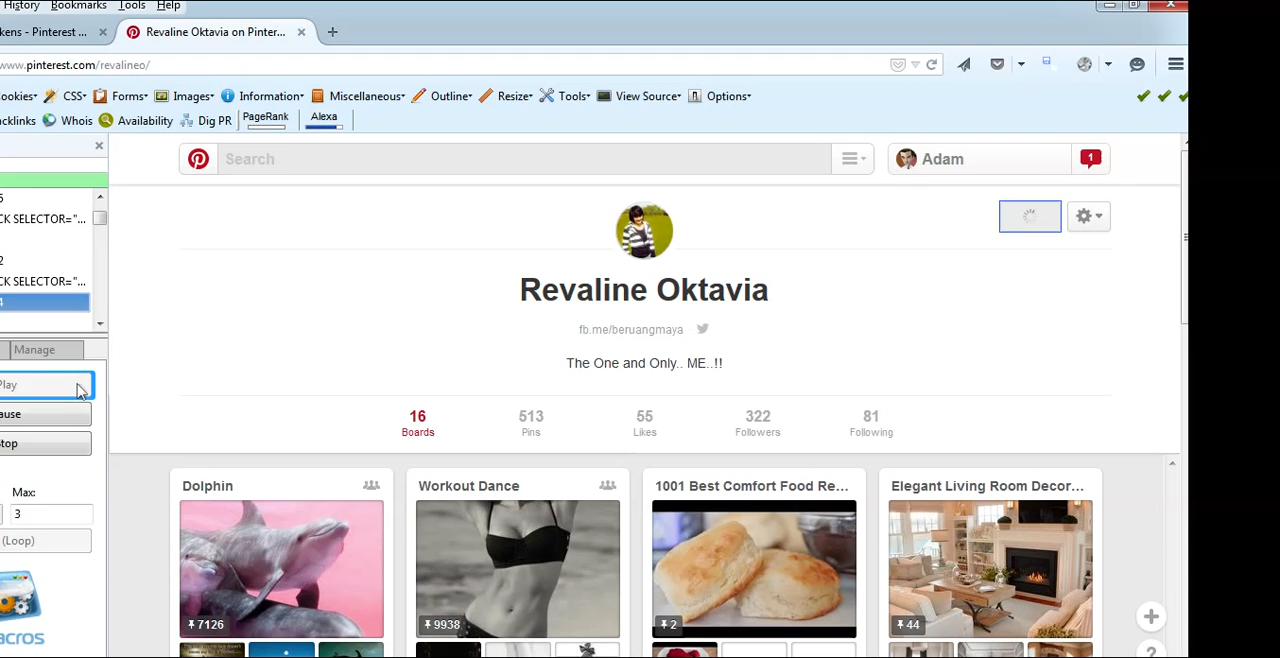 History Bookmarks Tools Help
kens - Pinterest ... Revaline Oktavia on Pinter...
www.pinterest.com/revalineo/
ookies CSS Forms Images Information Miscellaneous Outline Resize Tools View Source Options
acklinks Whois Availability Dig PR PageRank Alexa
Search
Adam
1
5
CK SELECTOR="...
2
CK SELECTOR="...
4
Manage
Play
ause
top
Max:
3
(Loop)
acros
Revaline Oktavia
fb.me/beruangmaya
The One and Only.. ME..!!
16 513 55 322 81
Boards Pins Likes Followers Following
Dolphin Workout Dance 1001 Best Comfort Food Re... Elegant Living Room Decor...
7126 9938 2 44
?